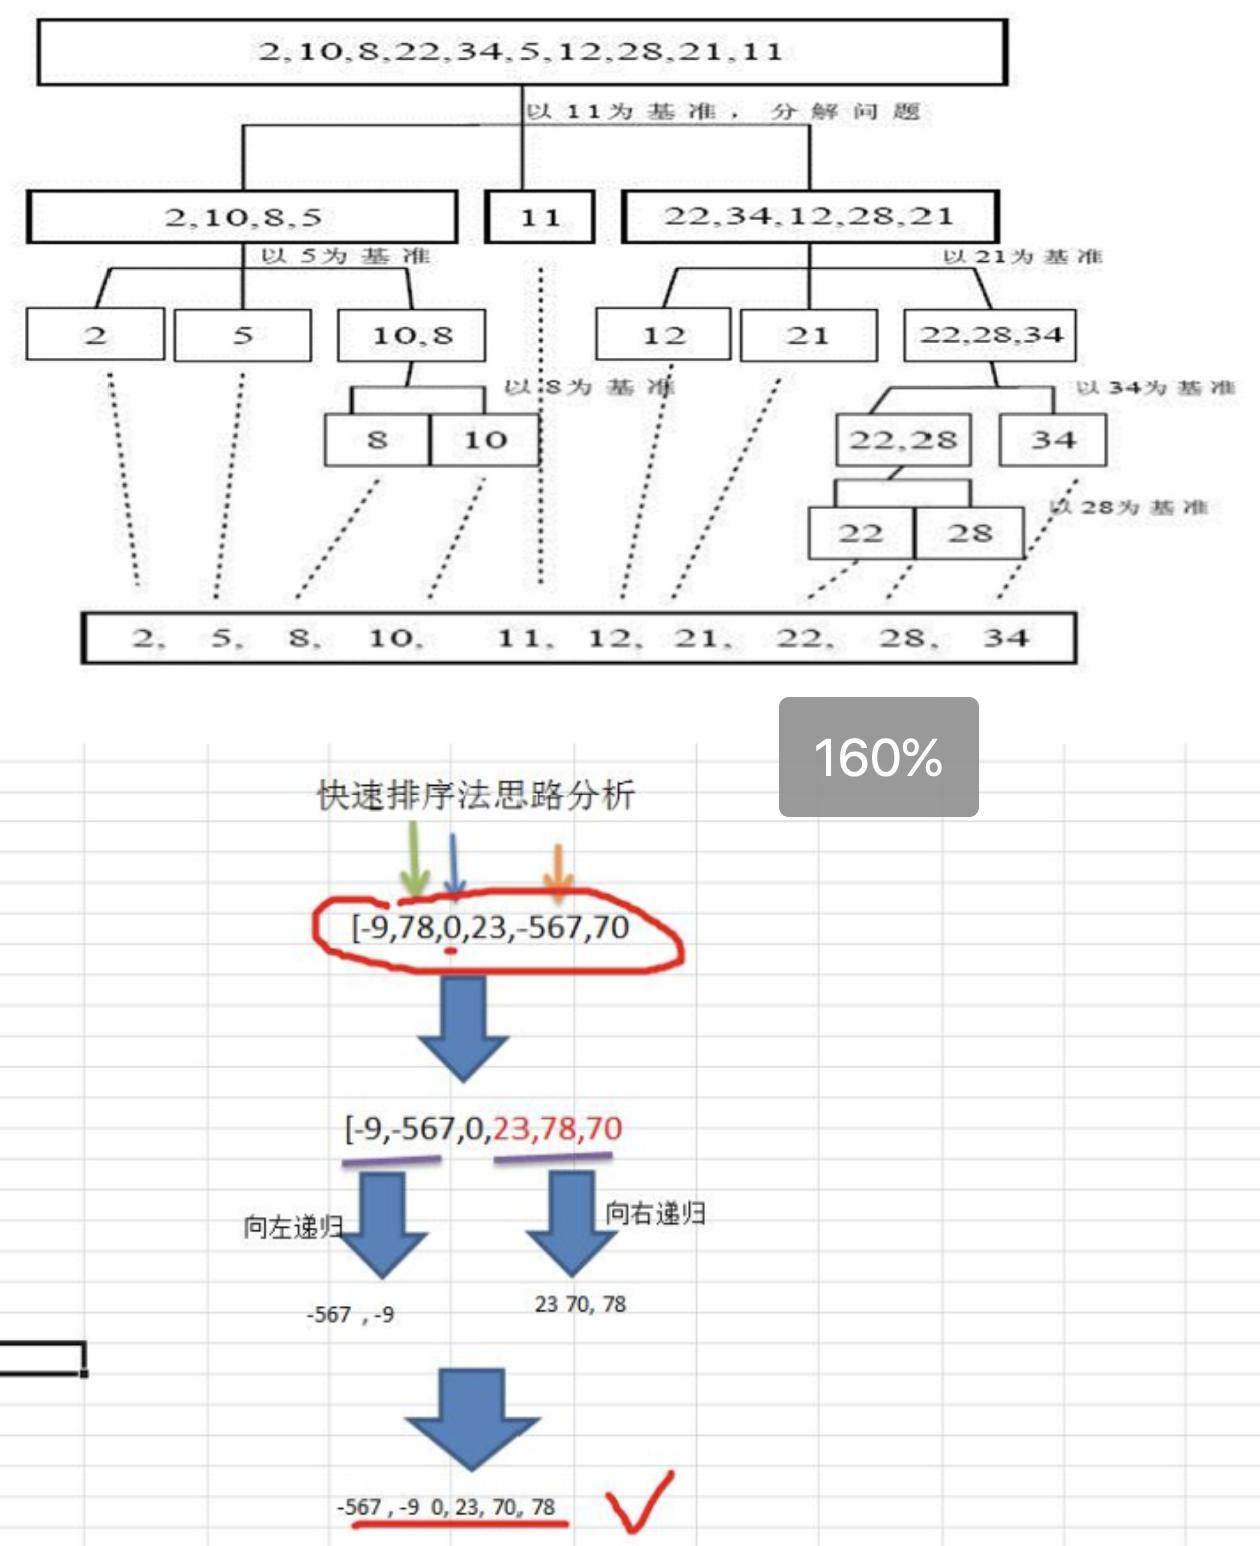 2,10,8,22,34,5,12,28,21,11
以 11为 基 准 ， 分 解 问 题
2,10,8,5
11
22,34,12,28,21
以 5为 基 准
以 21为 基 准
2
5
10,8
12
21
22,28,34
以 8为 基 准
以 34为 基 准
8
10
22,28
34
22
28
以 28为 基 准
2, 5, 8, 10, 11, 12, 21, 22, 28, 34
160%
快速排序法思路分析
[-9,78,0,23,-567,70
[-9,-567,0,23,78,70
向左递归
向右递归
-567 , -9
23 70, 78
-567 , -9 0, 23, 70, 78